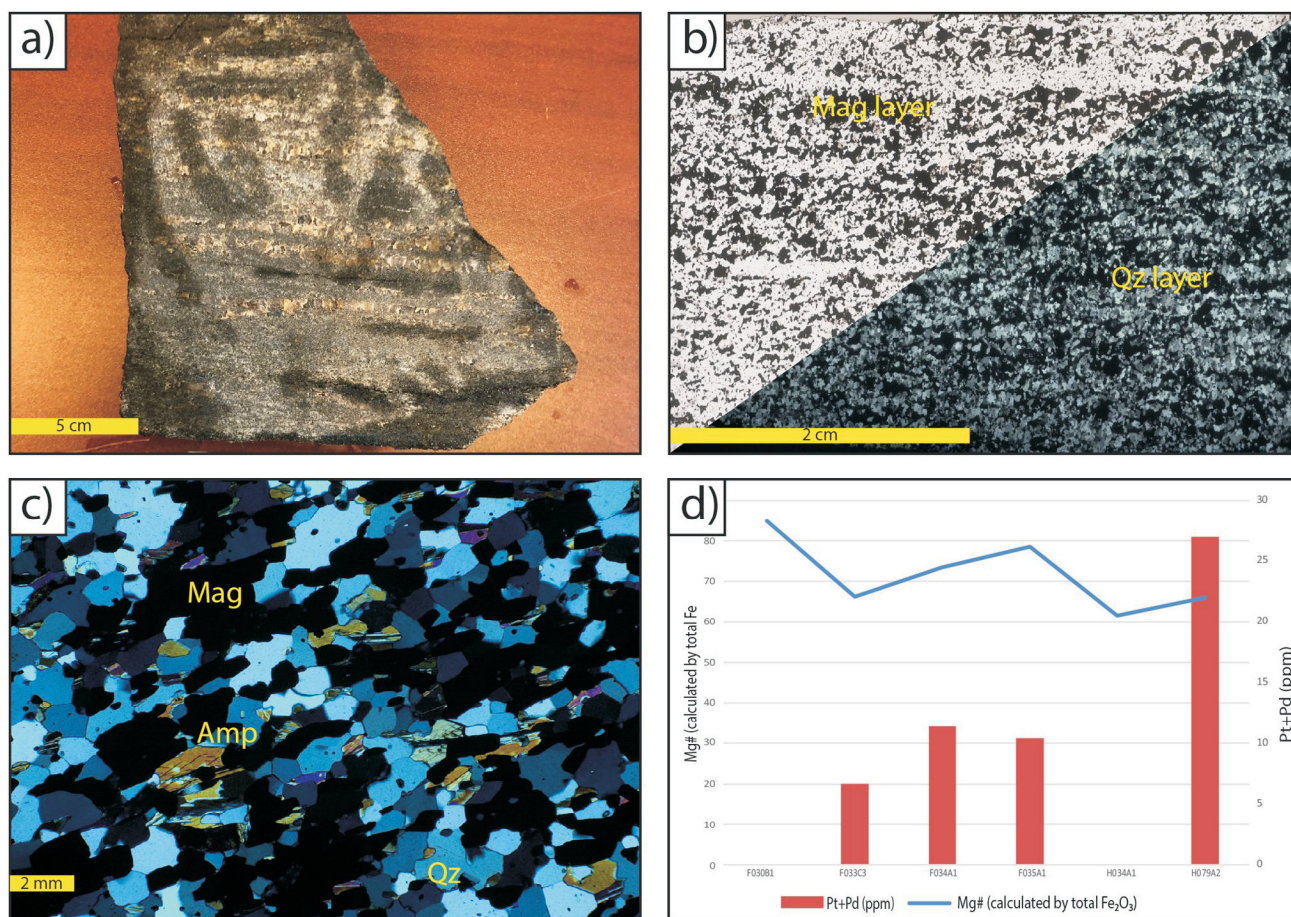 a)
5 cm
b)
Mag layer
Qz layer
2 cm
c)
Mag
Amp
Qz
2 mm
d)
Mg# (calculated by total Fe
80
70
60
50
40
30
20
10
0
30
25
20
15
10
5
0
Pt+Pd (ppm)
F030B1 F033C3 F034A1 F035A1 H034A1 H079A2
Pt+Pd (ppm) Mg# (calculated by total Fe₂O₃)